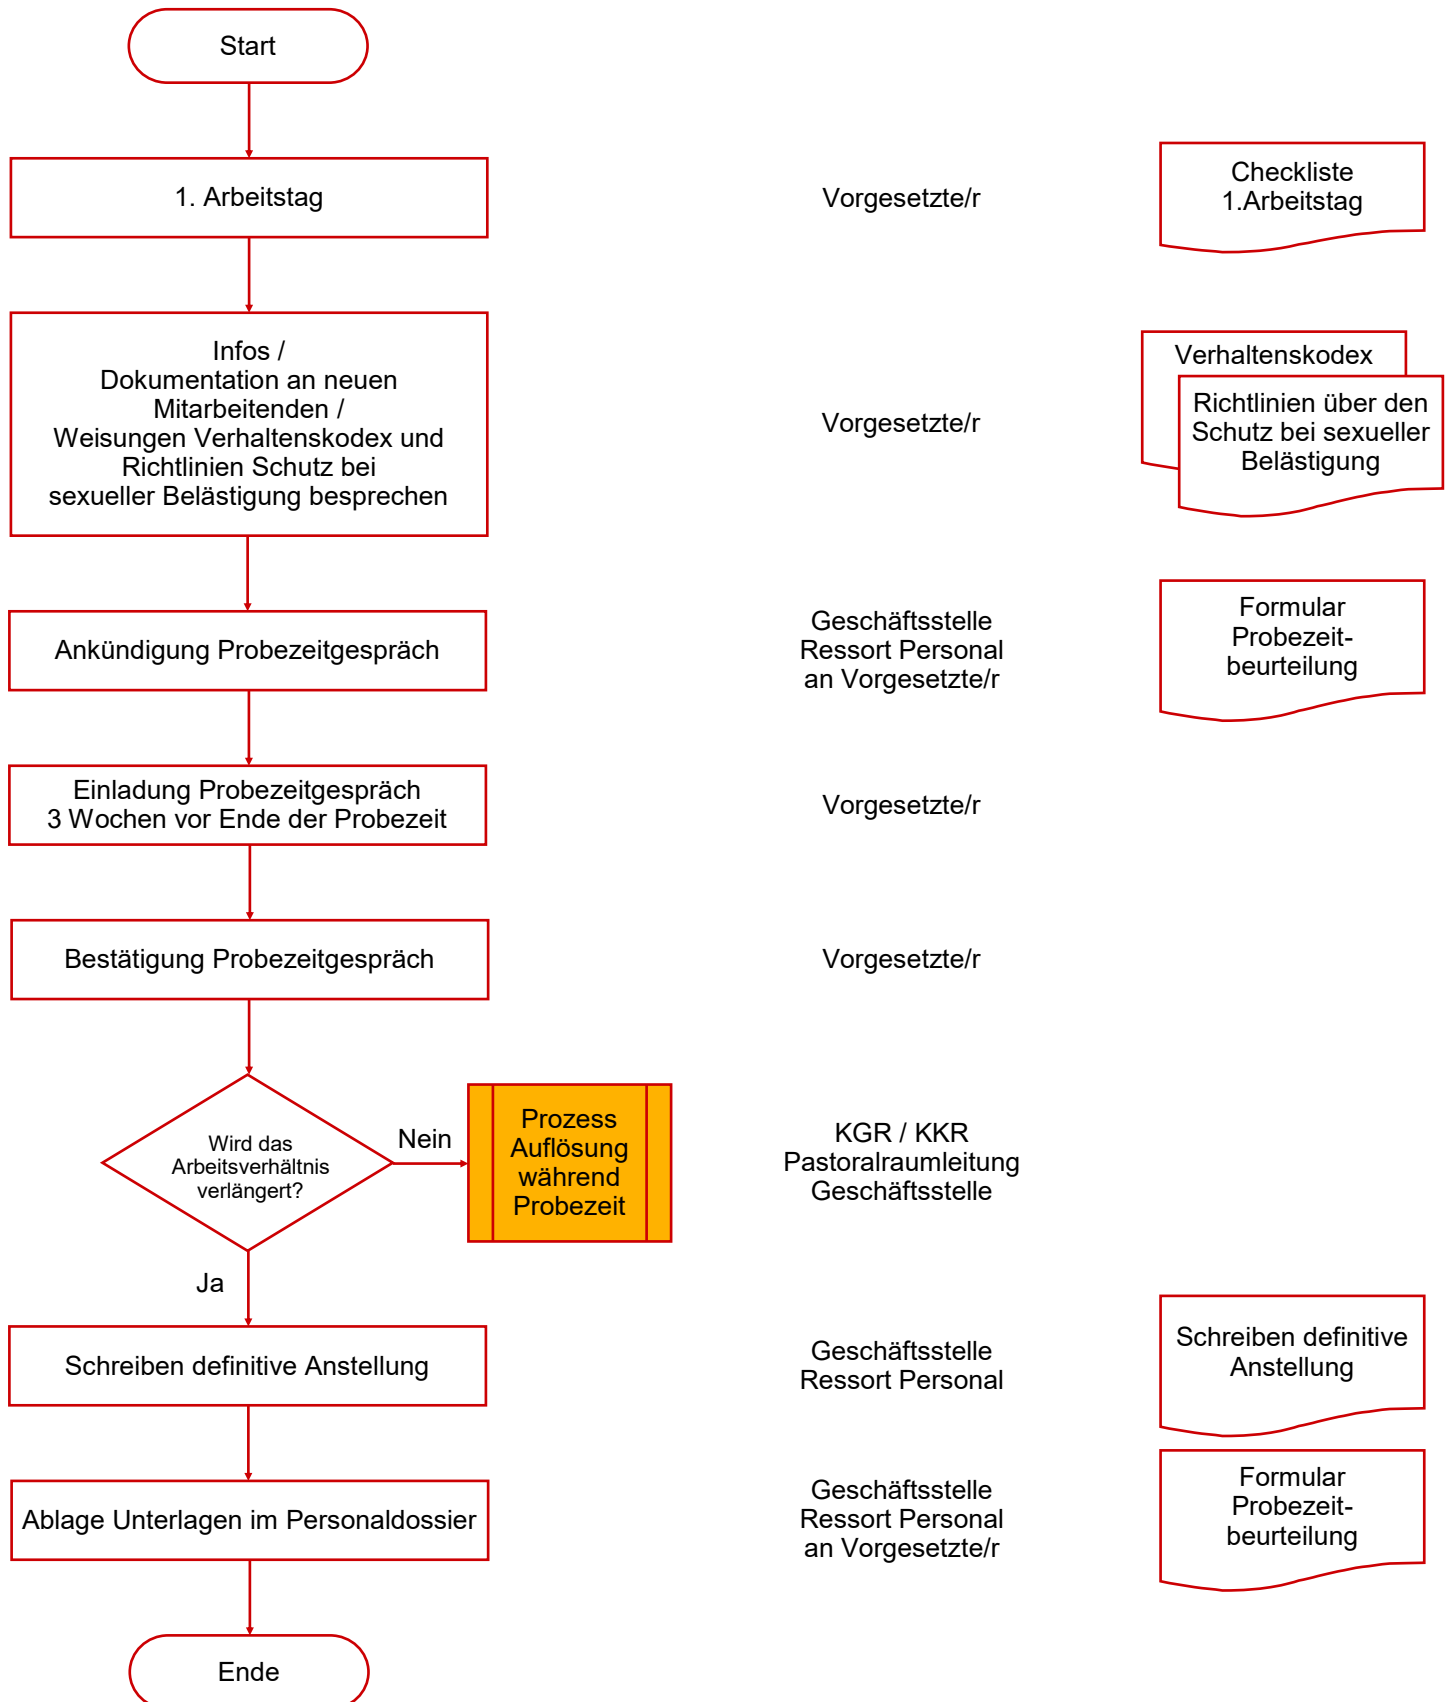 Start
1. Arbeitstag
Vorgesetzte/r
Checkliste
1.Arbeitstag
Infos /
Dokumentation an neuen
Mitarbeitenden /
Weisungen Verhaltenskodex und
Richtlinien Schutz bei
sexueller Belästigung besprechen
Vorgesetzte/r
Verhaltenskodex
Richtlinien über den
Schutz bei sexueller
Belästigung
Ankündigung Probezeitgespräch
Geschäftsstelle
Ressort Personal
an Vorgesetzte/r
Formular
Probezeit-
beurteilung
Einladung Probezeitgespräch
3 Wochen vor Ende der Probezeit
Vorgesetzte/r
Bestätigung Probezeitgespräch
Vorgesetzte/r
Wird das
Arbeitsverhältnis
verlängert?
Nein
Prozess
Auflösung
während
Probezeit
KGR / KKR
Pastoralraumleitung
Geschäftsstelle
Ja
Schreiben definitive Anstellung
Geschäftsstelle
Ressort Personal
Schreiben definitive
Anstellung
Ablage Unterlagen im Personaldossier
Geschäftsstelle
Ressort Personal
an Vorgesetzte/r
Formular
Probezeit-
beurteilung
Ende